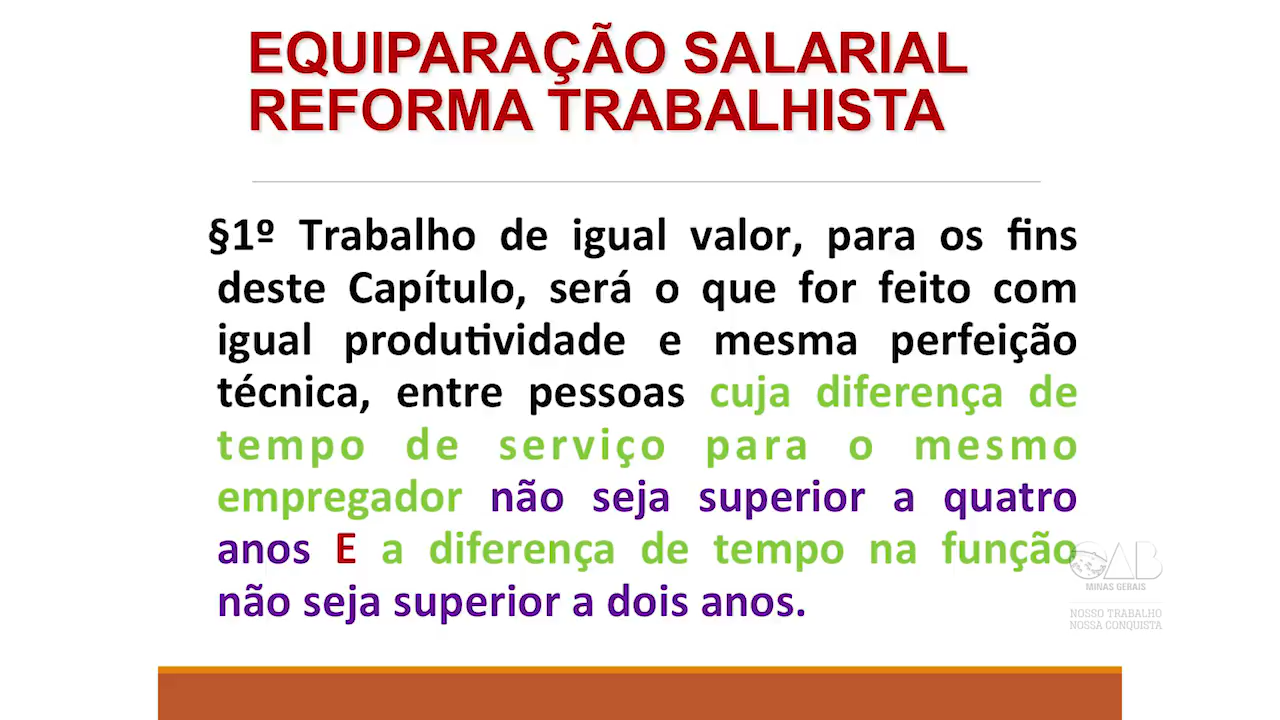 EQUIPARAÇÃO SALARIAL
REFORMA TRABALHISTA
§1º Trabalho de igual valor, para os fins
deste Capítulo, será o que for feito com
igual produtividade e mesma perfeição
técnica, entre pessoas cuja diferença de
tempo de serviço para o mesmo
empregador não seja superior a quatro
anos E a diferença de tempo na função
não seja superior a dois anos.
OAB
MINAS GERAIS
NOSSO TRABALHO
NOSSA CONQUISTA